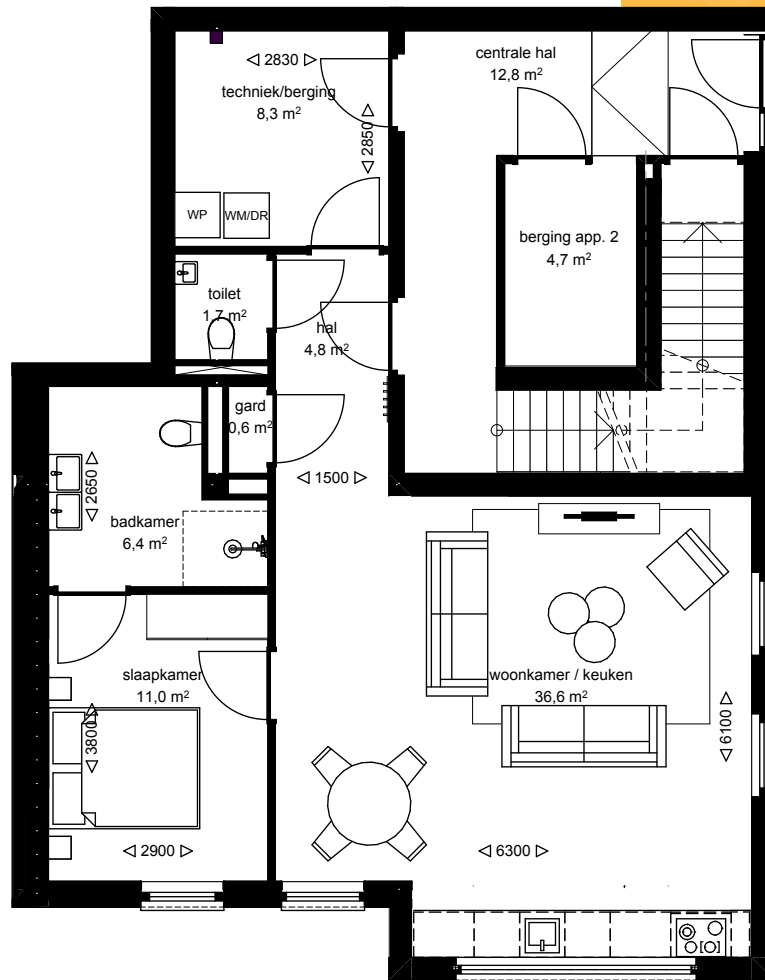 centrale hal
12,8 m²
2830
techniek/berging
8,3 m²
2850
WP
WM/DR
berging app. 2
4,7 m²
toilet
1,7 m²
hal
4,8 m²
gard
0,6 m²
1500
2650
badkamer
6,4 m²
slaapkamer
11,0 m²
woonkamer / keuken
36,6 m²
3800
6100
2900
6300